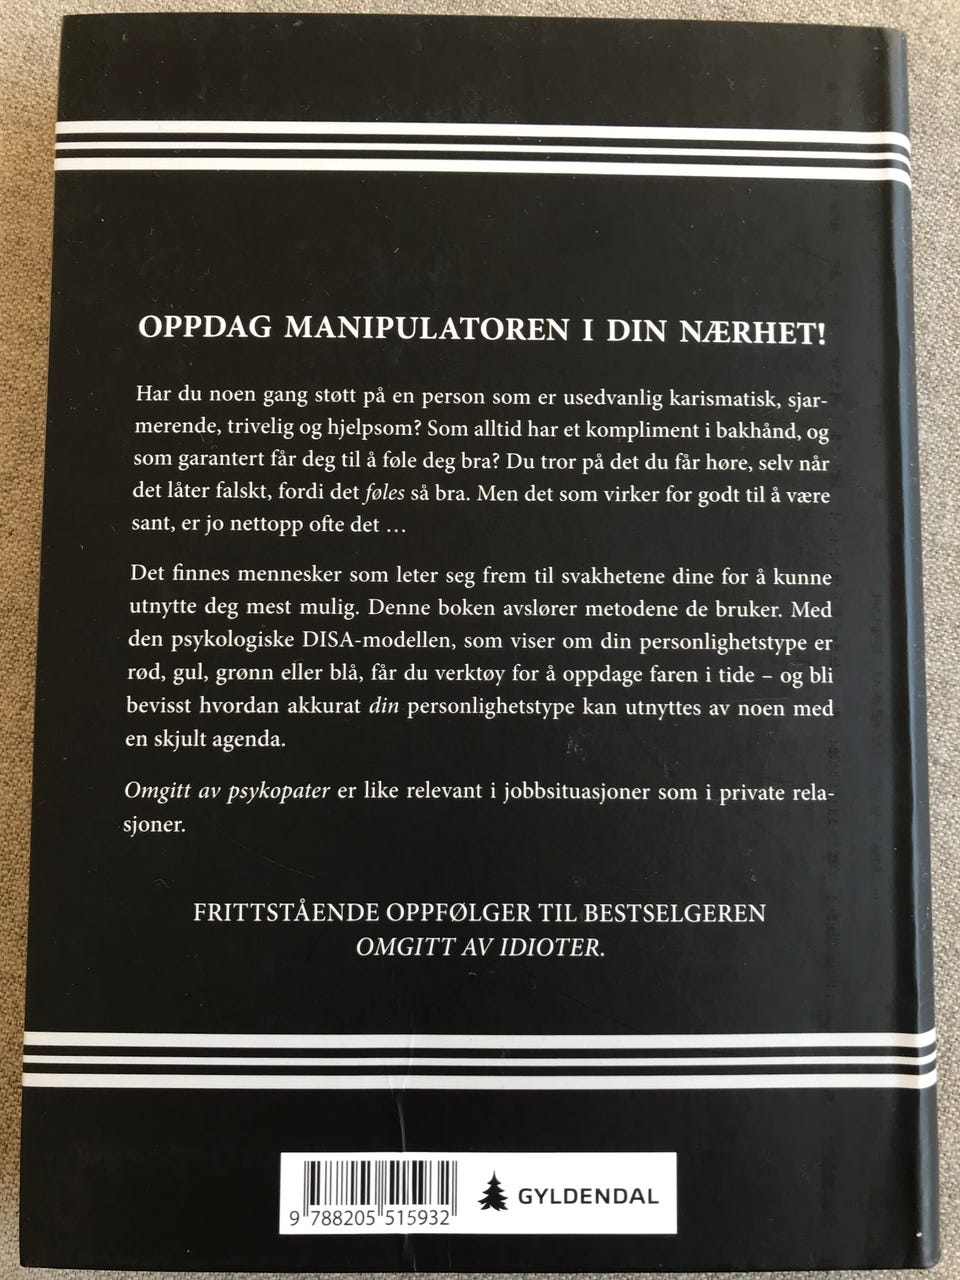 OPPDAG MANIPULATOREN I DIN NÆRHET!
Har du noen gang støtt på en person som er usedvanlig karismatisk, sjar-
merende, trivelig og hjelpsom? Som alltid har et kompliment i bakhånd, og
som garantert får deg til å føle deg bra? Du tror på det du får høre, selv når
det låter falskt, fordi det føles så bra. Men det som virker for godt til å være
sant, er jo nettopp ofte det …
Det finnes mennesker som leter seg frem til svakhetene dine for å kunne
utnytte deg mest mulig. Denne boken avslører metodene de bruker. Med
den psykologiske DISA-modellen, som viser om din personlighetstype er
rød, gul, grønn eller blå, får du verktøy for å oppdage faren i tide – og bli
bevisst hvordan akkurat din personlighetstype kan utnyttes av noen med
en skjult agenda.
Omgitt av psykopater er like relevant i jobbsituasjoner som i private rela-
sjoner.
FRITTSTÅENDE OPPFØLGER TIL BESTSELGEREN
OMGITT AV IDIOTER.
9 788205 515932
GYLDENDAL